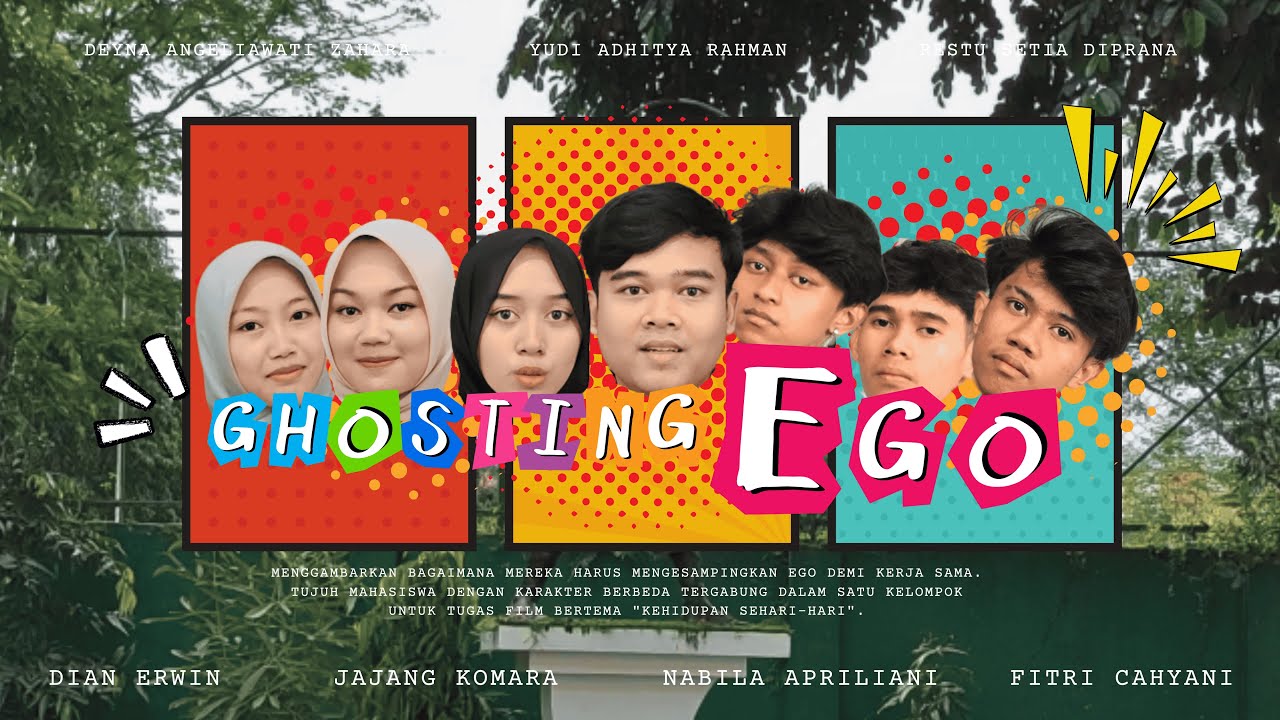 DEYNA ANGELIAWATI ZAHARA
YUDI ADHITYA RAHMAN
RESTU SETIA DIPRANA
GHOSTING EGO
MENGGAMBARKAN BAGAIMANA MEREKA HARUS MENGESAMPINGKAN EGO DEMI KERJA SAMA.
TUJUH MAHASISWA DENGAN KARAKTER BERBEDA TERGABUNG DALAM SATU KELOMPOK
UNTUK TUGAS FILM BERTEMA "KEHIDUPAN SEHARI-HARI".
DIAN ERWIN
JAJANG KOMARA
NABILA APRILIANI
FITRI CAHYANI